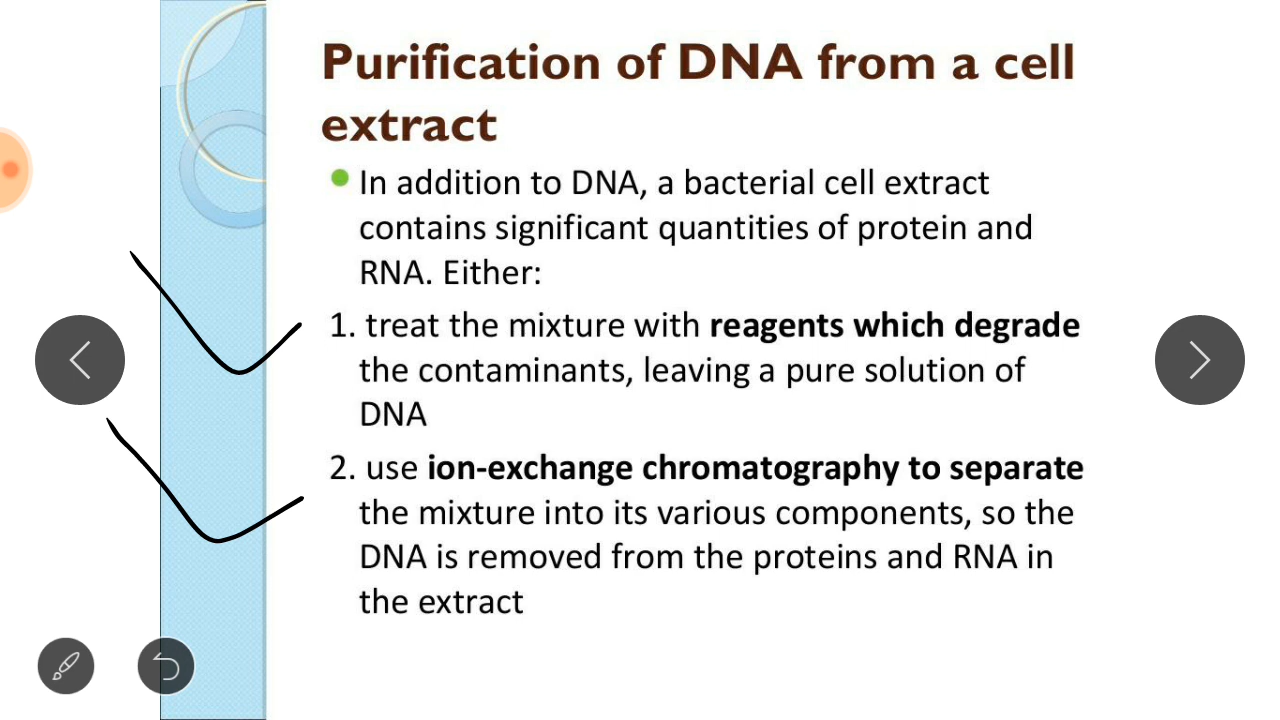 Purification of DNA from a cell
extract
In addition to DNA, a bacterial cell extract
contains significant quantities of protein and
RNA. Either:
1. treat the mixture with reagents which degrade
the contaminants, leaving a pure solution of
DNA
2. use ion-exchange chromatography to separate
the mixture into its various components, so the
DNA is removed from the proteins and RNA in
the extract